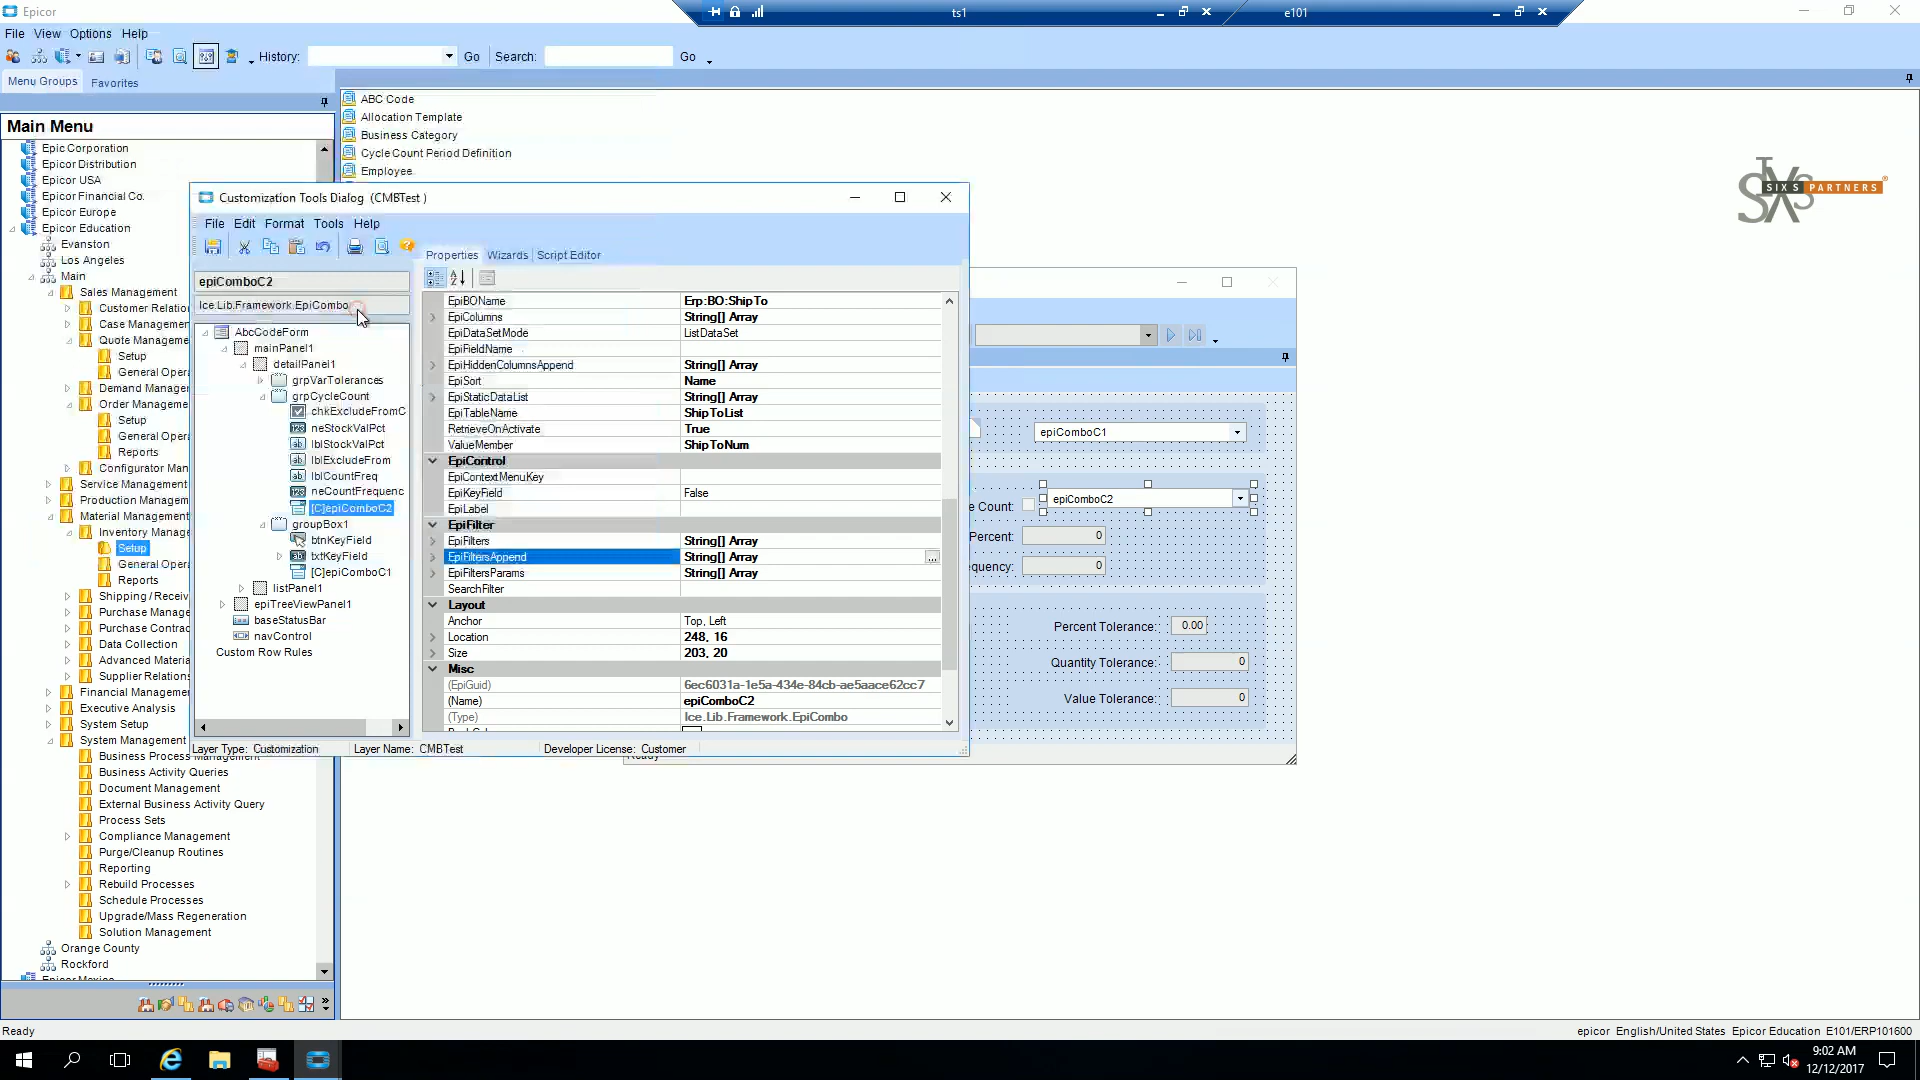 Epicor
ts1
e101
File View Options Help
History: Go Search: Go
Menu Groups Favorites
Main Menu
Epic Corporation
Epicor Distribution
Epicor USA
Epicor Financial Co.
Epicor Europe
Epicor Education
Evanston
Los Angeles
Main
Sales Management
Customer Relatio
Case Managemer
Quote Manageme
Setup
General Opera
Demand Manage
Order Manageme
Setup
General Opera
Reports
Configurator Man
Service Management
Production Managem
Material Management
Inventory Manage
Setup
General Opera
Reports
Shipping / Receiv
Purchase Manage
Purchase Contrac
Data Collection
Advanced Materia
Supplier Relations
Financial Managemer
Executive Analysis
System Setup
System Management
Business Process Management
Business Activity Queries
Document Management
External Business Activity Query
Process Sets
Compliance Management
Purge/Cleanup Routines
Reporting
Rebuild Processes
Schedule Processes
Upgrade/Mass Regeneration
Solution Management
Orange County
Rockford
Epicor Mexico
ABC Code
Allocation Template
Business Category
Cycle Count Period Definition
Employee
SIXS PARTNERS®
Customization Tools Dialog (CMBTest )
File Edit Format Tools Help
Properties Wizards Script Editor
epiComboC2
Ice.Lib.Framework.EpiCombo
AbcCodeForm
mainPanel1
detailPanel1
grpVarTolerances
grpCycleCount
chkExcludeFromC
neStockValPct
lblStockValPct
lblExcludeFrom
lblCountFreq
neCountFrequenc
[C]epiComboC2
groupBox1
btnKeyField
txtKeyField
[C]epiComboC1
listPanel1
epiTreeViewPanel1
baseStatusBar
navControl
Custom Row Rules
EpiBOName Erp:BO:ShipTo
EpiColumns String[] Array
EpiDataSetMode ListDataSet
EpiFieldName
EpiHiddenColumnsAppend String[] Array
EpiSort Name
EpiStaticDataList String[] Array
EpiTableName ShipToList
RetrieveOnActivate True
ValueMember ShipToNum
EpiControl
EpiContextMenuKey
EpiKeyField False
EpiLabel
EpiFilter
EpiFilters String[] Array
EpiFiltersAppend String[] Array ...
EpiFiltersParams String[] Array
SearchFilter
Layout
Anchor Top, Left
Location 248, 16
Size 203, 20
Misc
(EpiGuid) 6ec6031a-1e5a-434e-84cb-ae5aace62cc7
(Name) epiComboC2
(Type) Ice.Lib.Framework.EpiCombo
Layer Type: Customization Layer Name: CMBTest Developer License: Customer
epiComboC1
e Count: epiComboC2
Percent: 0
quency: 0
Percent Tolerance: 0.00
Quantity Tolerance: 0
Value Tolerance: 0
Ready
Ready
epicor English/United States Epicor Education E101/ERP101600
9:02 AM
12/12/2017